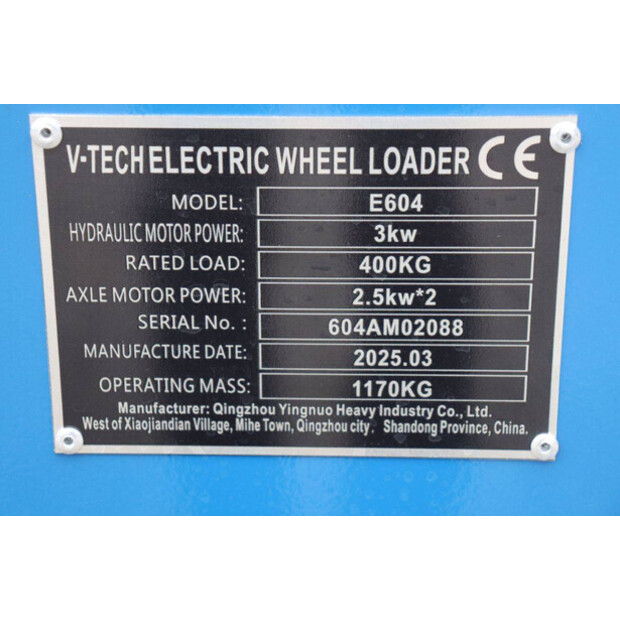 V-TECH ELECTRIC WHEEL LOADER CE
MODEL: E604
HYDRAULIC MOTOR POWER: 3kw
RATED LOAD: 400KG
AXLE MOTOR POWER: 2.5kw*2
SERIAL No. : 604AM02088
MANUFACTURE DATE: 2025.03
OPERATING MASS: 1170KG
Manufacturer: Qingzhou Yingnuo Heavy Industry Co., Ltd.
West of Xiaojiandian Village, Mihe Town, Qingzhou city. Shandong Province, China.